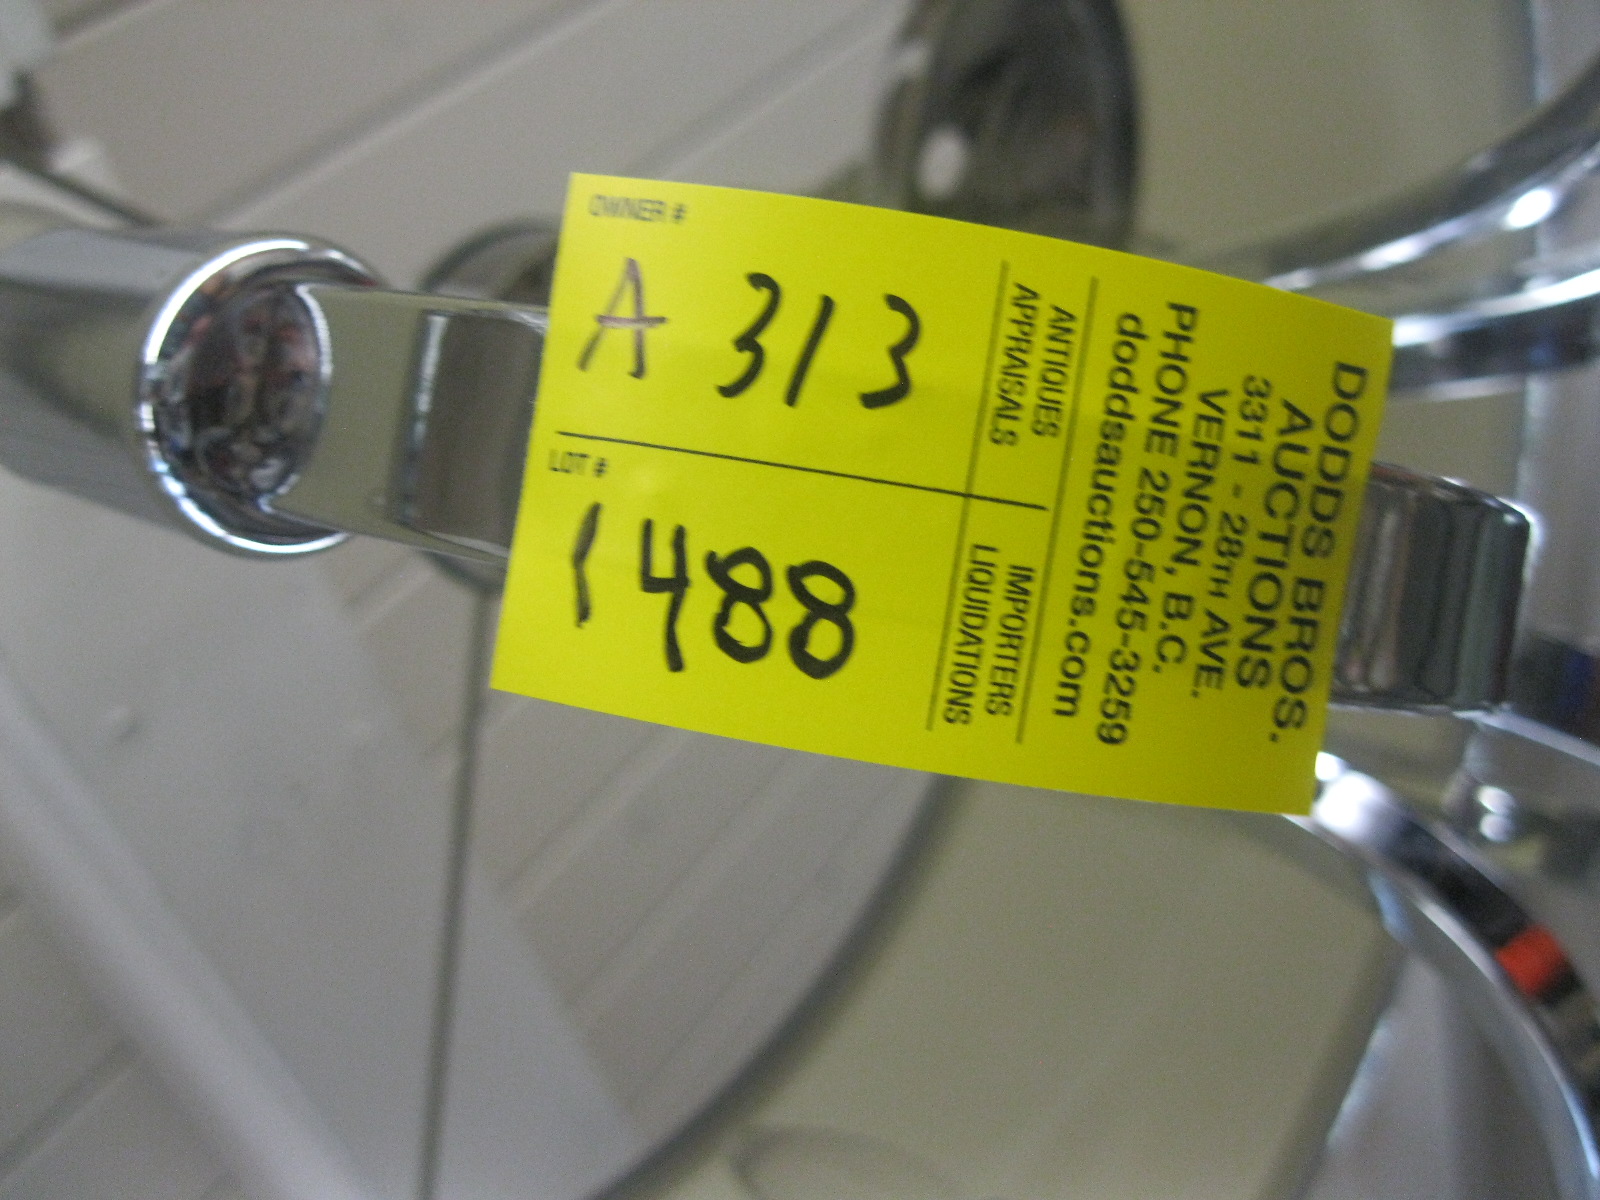 DODDS BROS.
AUCTIONS
3311 - 28TH AVE.
VERNON, B.C.
PHONE 250-545-3259
doddsauctions.com
ANTIQUES
APPRAISALS
IMPORTERS
LIQUIDATIONS
OWNER #
A 313
LOT #
1488